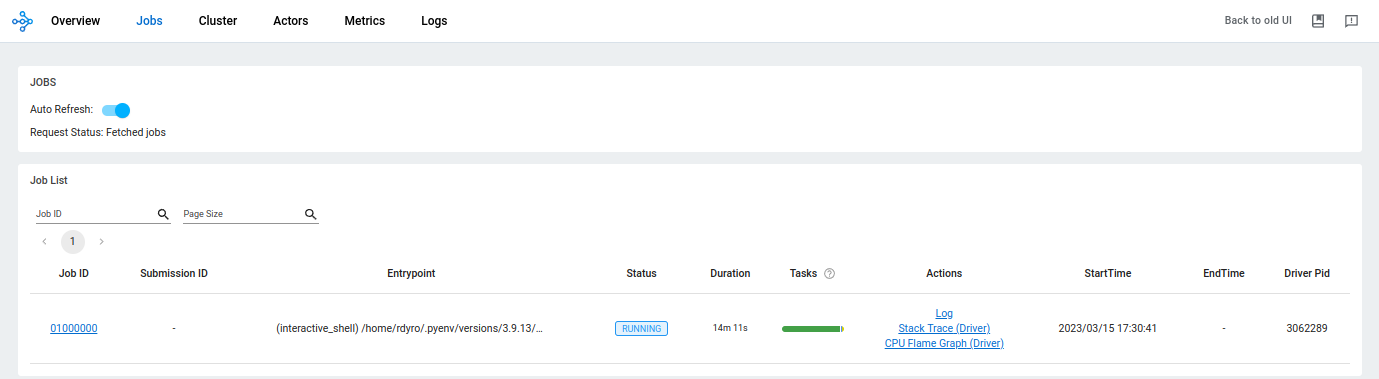 Overview Jobs Cluster Actors Metrics Logs Back to old UI
JOBS
Auto Refresh:
Request Status: Fetched jobs
Job List
Job ID Page Size
1
Job ID Submission ID Entrypoint Status Duration Tasks Actions StartTime EndTime Driver Pid
01000000 - (interactive_shell) /home/rdyro/.pyenv/versions/3.9.13/... RUNNING 14m 11s Log 2023/03/15 17:30:41 - 3062289
Stack Trace (Driver)
CPU Flame Graph (Driver)